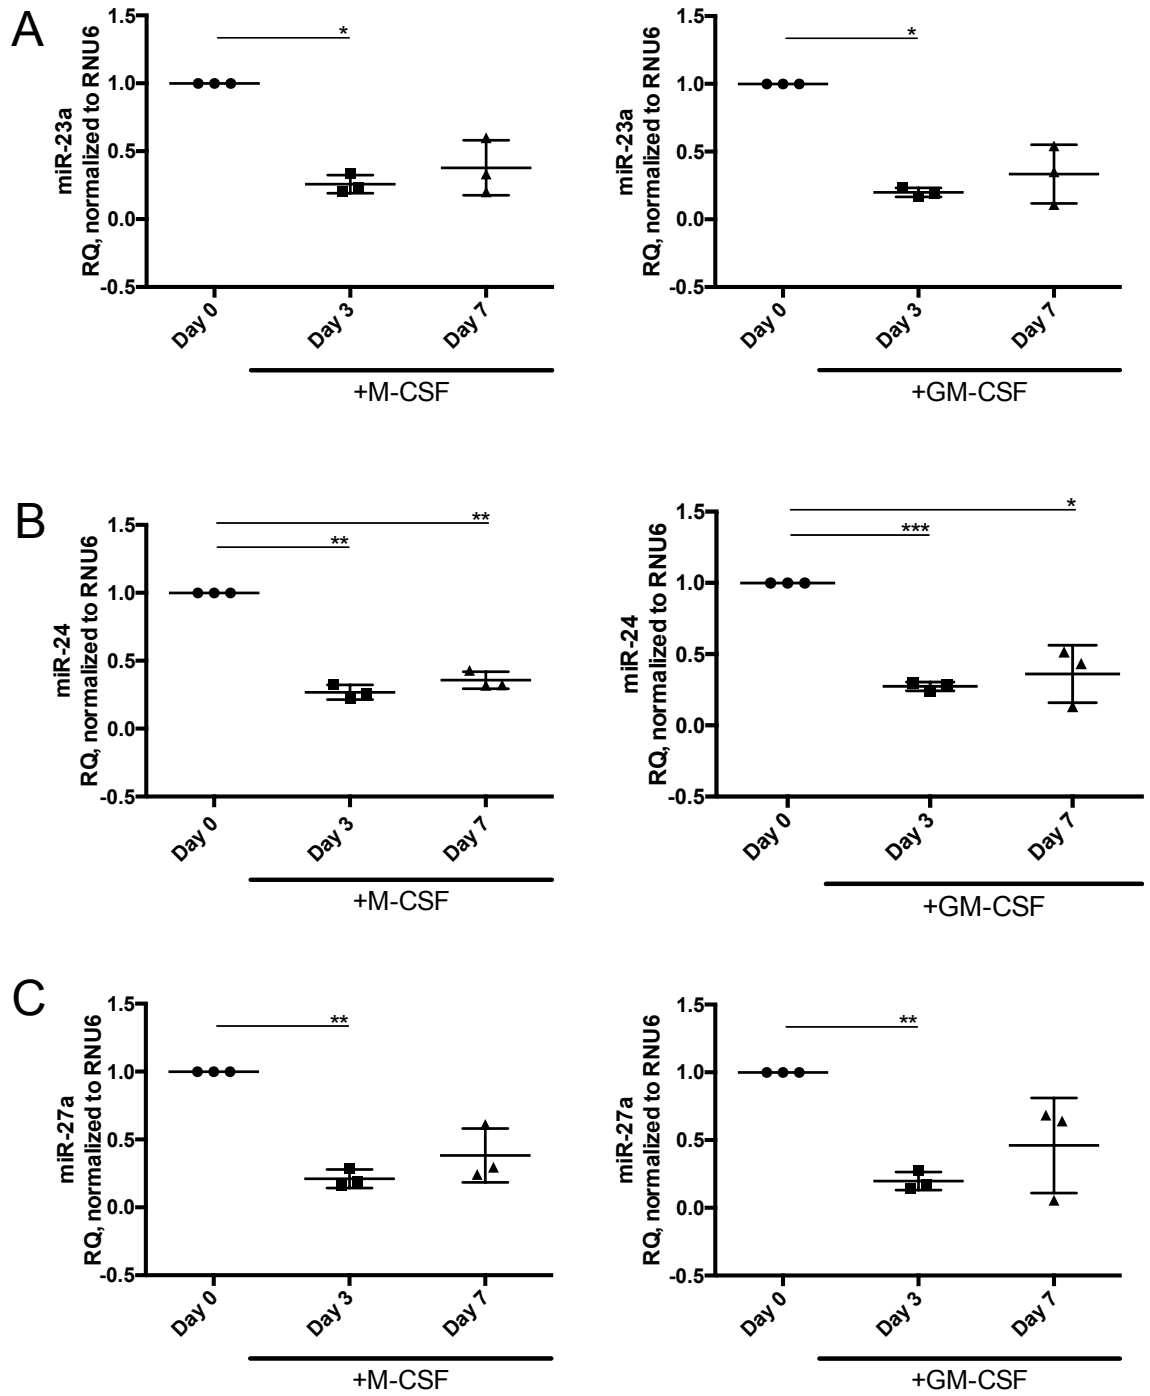 A
miR-23a
RQ, normalized to RNU6
1.5
1.0
0.5
0.0
-0.5
*
Day 0
Day 3
Day 7
+M-CSF
miR-23a
RQ, normalized to RNU6
1.5
1.0
0.5
0.0
-0.5
*
Day 0
Day 3
Day 7
+GM-CSF
B
miR-24
RQ, normalized to RNU6
1.5
1.0
0.5
0.0
-0.5
**
**
Day 0
Day 3
Day 7
+M-CSF
miR-24
RQ, normalized to RNU6
1.5
1.0
0.5
0.0
-0.5
*
***
Day 0
Day 3
Day 7
+GM-CSF
C
miR-27a
RQ, normalized to RNU6
1.5
1.0
0.5
0.0
-0.5
**
Day 0
Day 3
Day 7
+M-CSF
miR-27a
RQ, normalized to RNU6
1.5
1.0
0.5
0.0
-0.5
**
Day 0
Day 3
Day 7
+GM-CSF